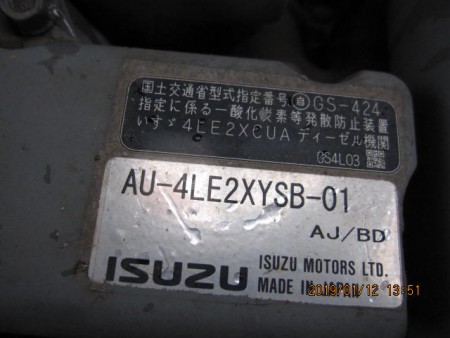 国土交通省型式指定番号 自 GS-424
指定に係る一酸化炭素等発散防止装置
いすゞ 4LE2XCUA ディーゼル機関
GS4L03
AU-4LE2XYSB-01
AJ/BD
ISUZU
ISUZU MOTORS LTD.
MADE IN JAPAN
2019/01/12 13:51